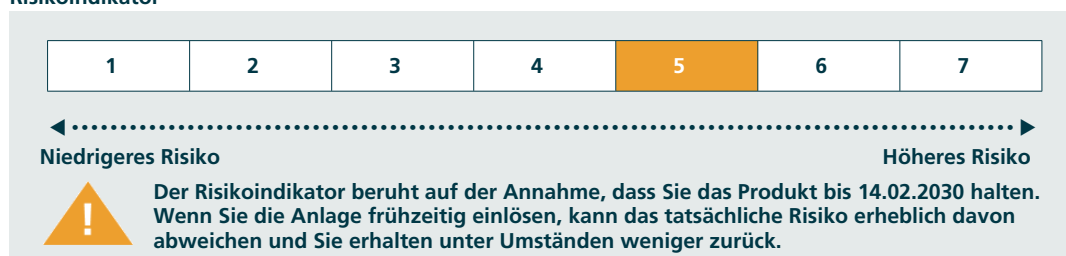 Risikoindikator
1 2 3 4 5 6 7
Niedrigeres Risiko Höheres Risiko
! Der Risikoindikator beruht auf der Annahme, dass Sie das Produkt bis 14.02.2030 halten.
Wenn Sie die Anlage frühzeitig einlösen, kann das tatsächliche Risiko erheblich davon
abweichen und Sie erhalten unter Umständen weniger zurück.